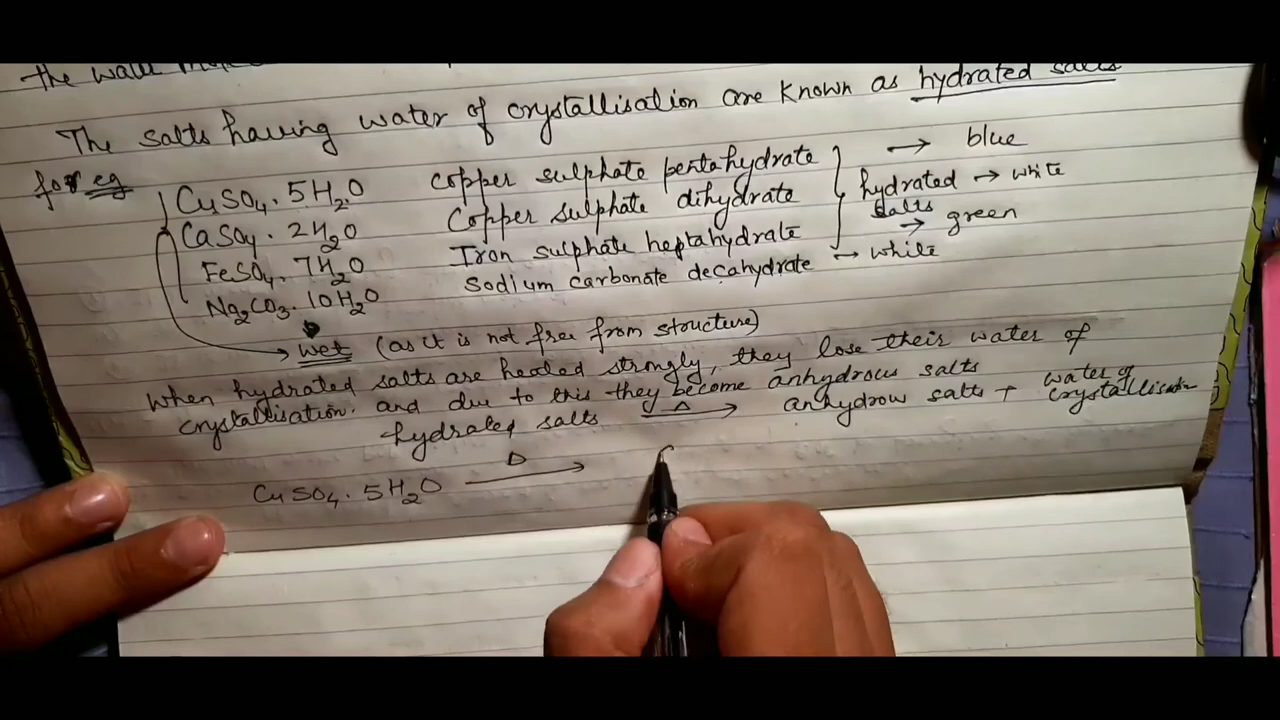 the
The salts having water of crystallisation are known as hydrated salts
for eg
CuSO4 . 5H2O copper sulphate pentahydrate → blue
CaSO4 . 2H2O Copper sulphate dihydrate hydrated salts → white
FeSO4 . 7H2O Iron sulphate heptahydrate → green
Na2CO3 . 10H2O sodium carbonate decahydrate → white
→ wet (as it is not free from structure)
When hydrated salts are heated strongly, they lose their water of
crystallisation. and due to this they become anhydrous salts
hydrated salts Δ→ anhydrow salts + water of crystallisation
CuSO4 . 5H2O Δ→